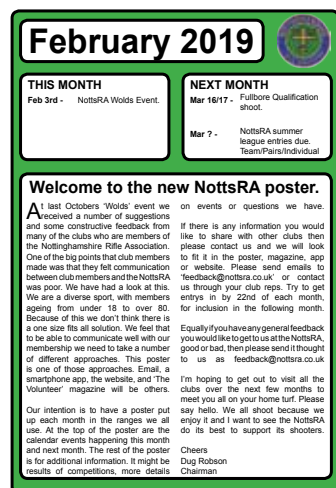 February 2019
THIS MONTH
Feb 3rd - NottsRA Wolds Event.
NEXT MONTH
Mar 16/17 - Fullbore Qualification
shoot.
Mar ? - NottsRA summer
league entries due.
Team/Pairs/Individual
Welcome to the new NottsRA poster.
At last Octobers 'Wolds' event we
received a number of suggestions
and some constructive feedback from
many of the clubs who are members of
the Nottinghamshire Rifle Association.
One of the big points that club members
made was that they felt communication
between club members and the NottsRA
was poor. We have had a look at this.
We are a diverse sport, with members
ageing from under 18 to over 80.
Because of this we don't think there is
a one size fits all solution. We feel that
to be able to communicate well with our
membership we need to take a number
of different approaches. This poster
is one of those approaches. Email, a
smartphone app, the website, and 'The
Volunteer' magazine will be others.
Our intention is to have a poster put
up each month in the ranges we all
use. At the top of the poster are the
calendar events happening this month
and next month. The rest of the poster
is for additional information. It might be
results of competitions, more details
on events or questions we have.
If there is any information you would
like to share with other clubs then
please contact us and we will look
to fit it in the poster, magazine, app
or website. Please send emails to
'feedback@nottsra.co.uk' or contact
us through your club reps. Try to get
entrys in by 22nd of each month,
for inclusion in the following month.
Equally if you have any general feedback
you would like to get to us at the NottsRA,
good or bad, then please send it thought
to us as feedback@nottsra.co.uk
I'm hoping to get out to visit all the
clubs over the next few months to
meet you all on your home turf. Please
say hello. We all shoot because we
enjoy it and I want to see the NottsRA
do its best to support its shooters.
Cheers
Dug Robson
Chairman